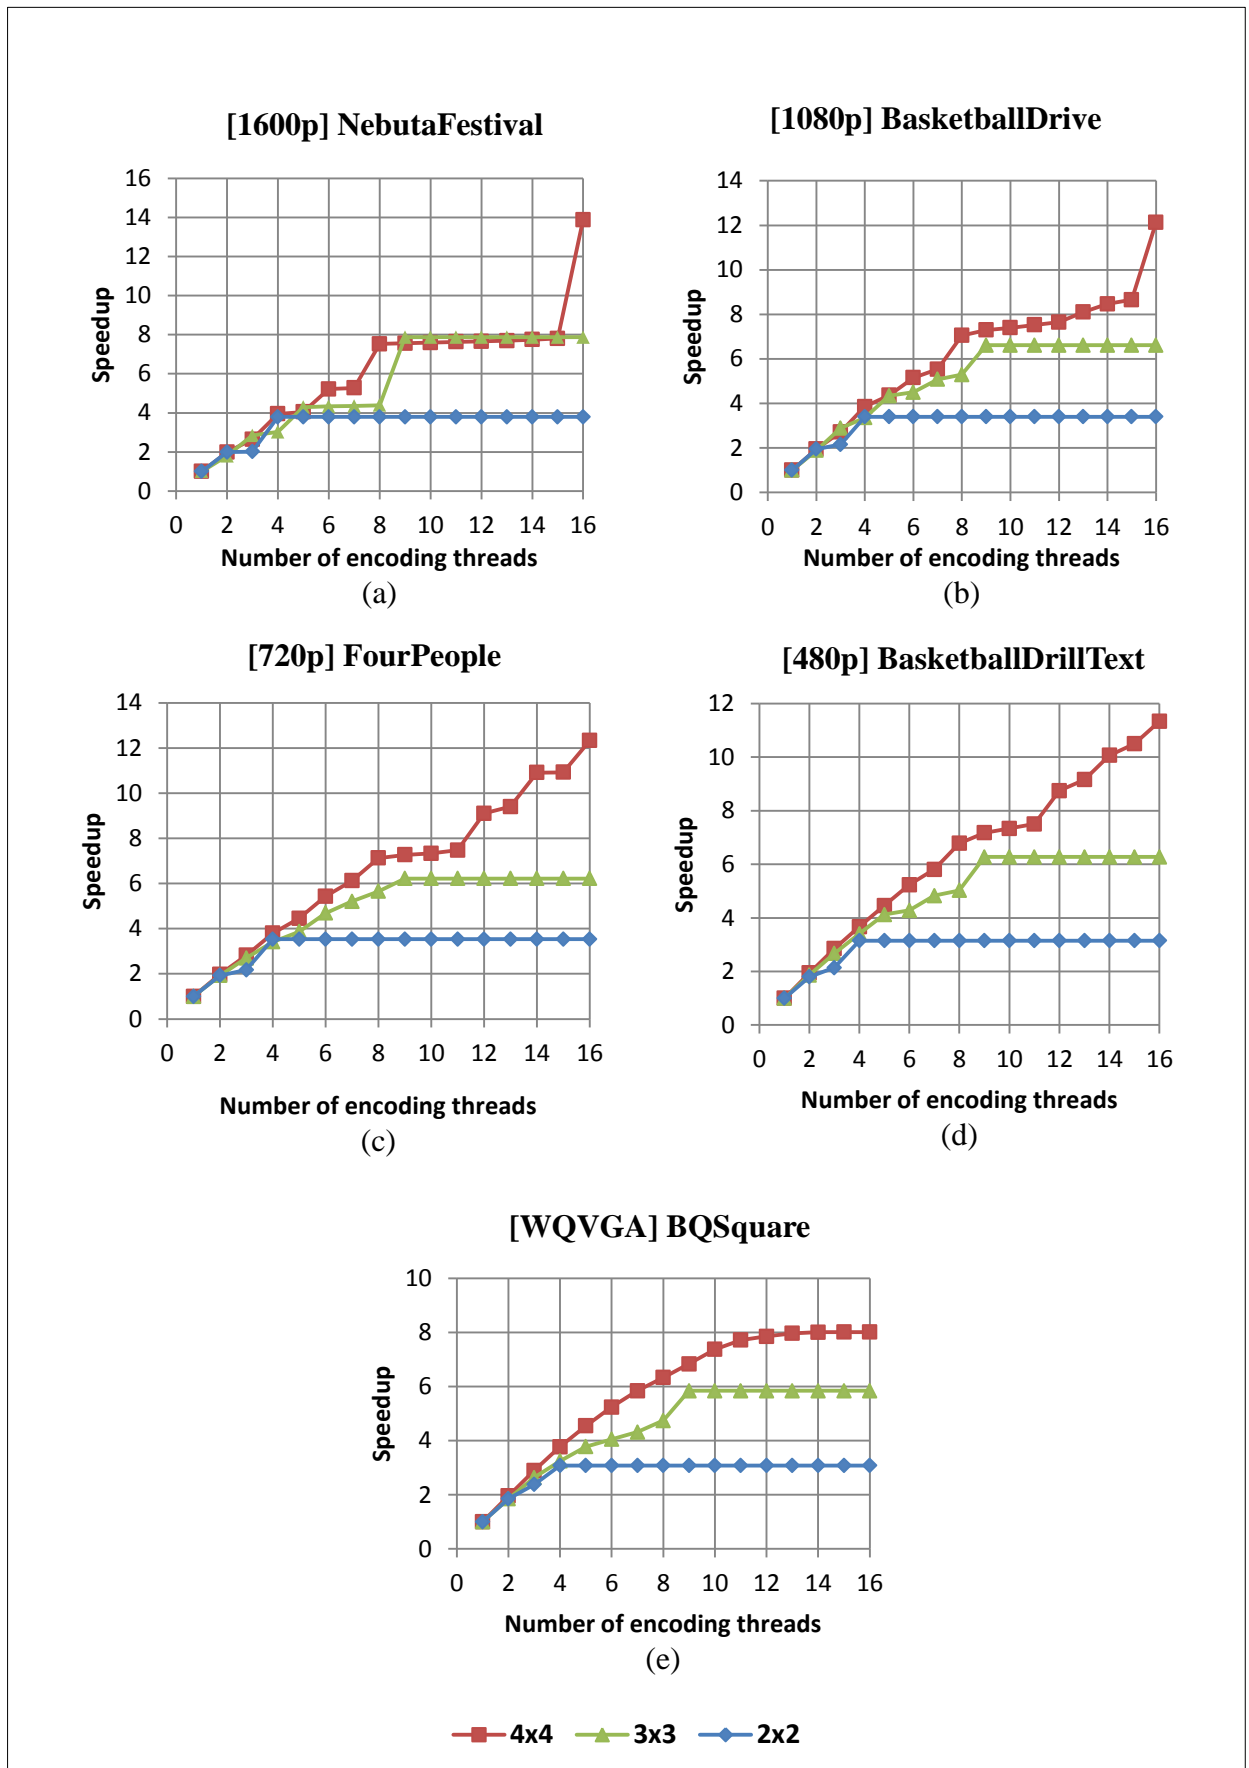 [1600p] NebutaFestival
16
14
12
10
8
6
4
2
0
Speedup
0 2 4 6 8 10 12 14 16
Number of encoding threads
(a)
[1080p] BasketballDrive
14
12
10
8
6
4
2
0
Speedup
0 2 4 6 8 10 12 14 16
Number of encoding threads
(b)
[720p] FourPeople
14
12
10
8
6
4
2
0
Speedup
0 2 4 6 8 10 12 14 16
Number of encoding threads
(c)
[480p] BasketballDrillText
12
10
8
6
4
2
0
Speedup
0 2 4 6 8 10 12 14 16
Number of encoding threads
(d)
[WQVGA] BQSquare
10
8
6
4
2
0
Speedup
0 2 4 6 8 10 12 14 16
Number of encoding threads
(e)
4x4 3x3 2x2